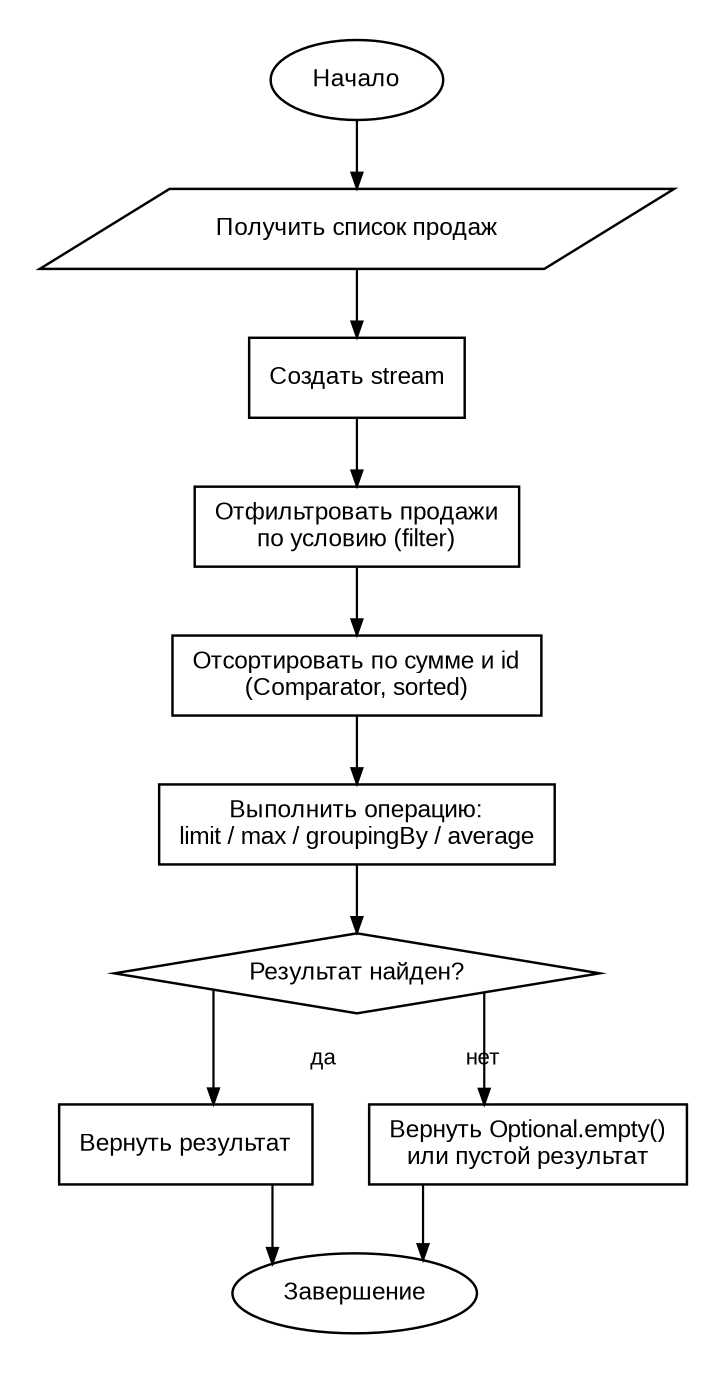 Начало
Получить список продаж
Создать stream
Отфильтровать продажи
по условию (filter)
Отсортировать по сумме и id
(Comparator, sorted)
Выполнить операцию:
limit / max / groupingBy / average
Результат найден?
да
нет
Вернуть результат
Вернуть Optional.empty()
или пустой результат
Завершение